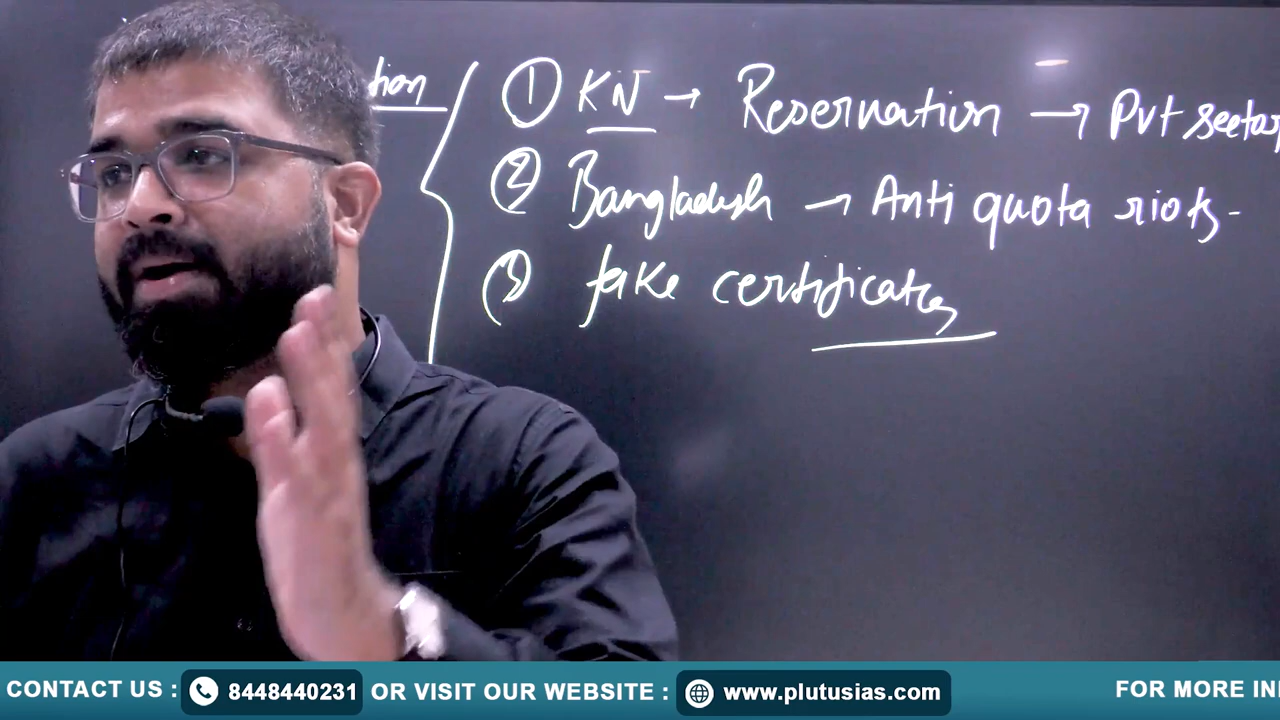 tion
① KN → Reservation → Pvt sector
② Bangladesh → Anti quota riots-
③ fake certificates
CONTACT US : 8448440231 OR VISIT OUR WEBSITE : www.plutusias.com FOR MORE IN